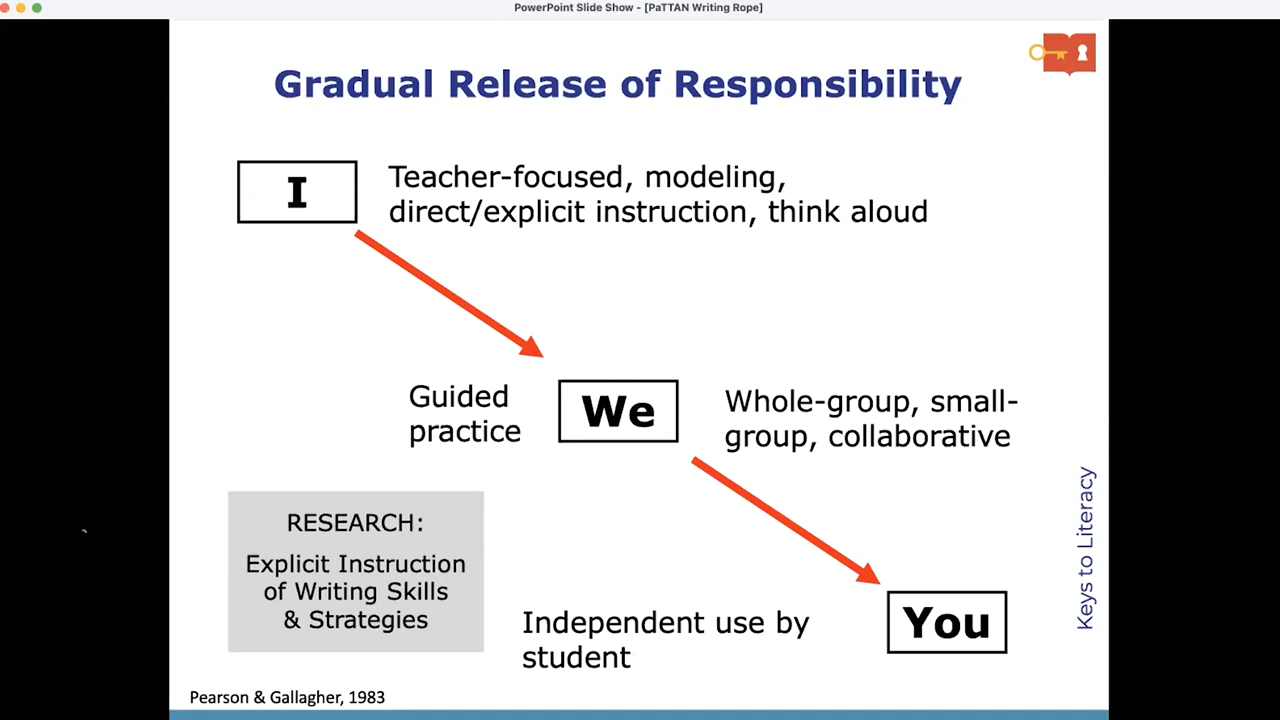 PowerPoint Slide Show - [PaTTAN Writing Rope]
Gradual Release of Responsibility
I
Teacher-focused, modeling,
direct/explicit instruction, think aloud
Guided
practice
We
Whole-group, small-
group, collaborative
RESEARCH:
Explicit Instruction
of Writing Skills
& Strategies
Independent use by
student
You
Keys to Literacy
Pearson & Gallagher, 1983